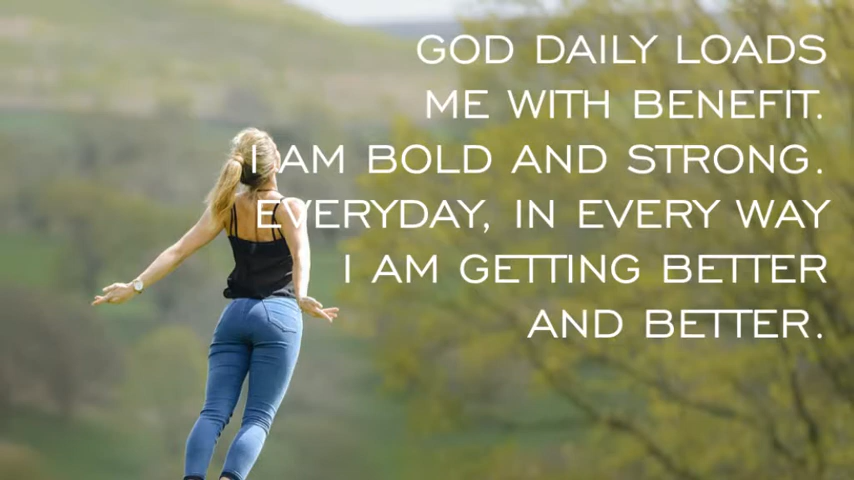 GOD DAILY LOADS
ME WITH BENEFIT.
I AM BOLD AND STRONG.
EVERYDAY, IN EVERY WAY
I AM GETTING BETTER
AND BETTER.